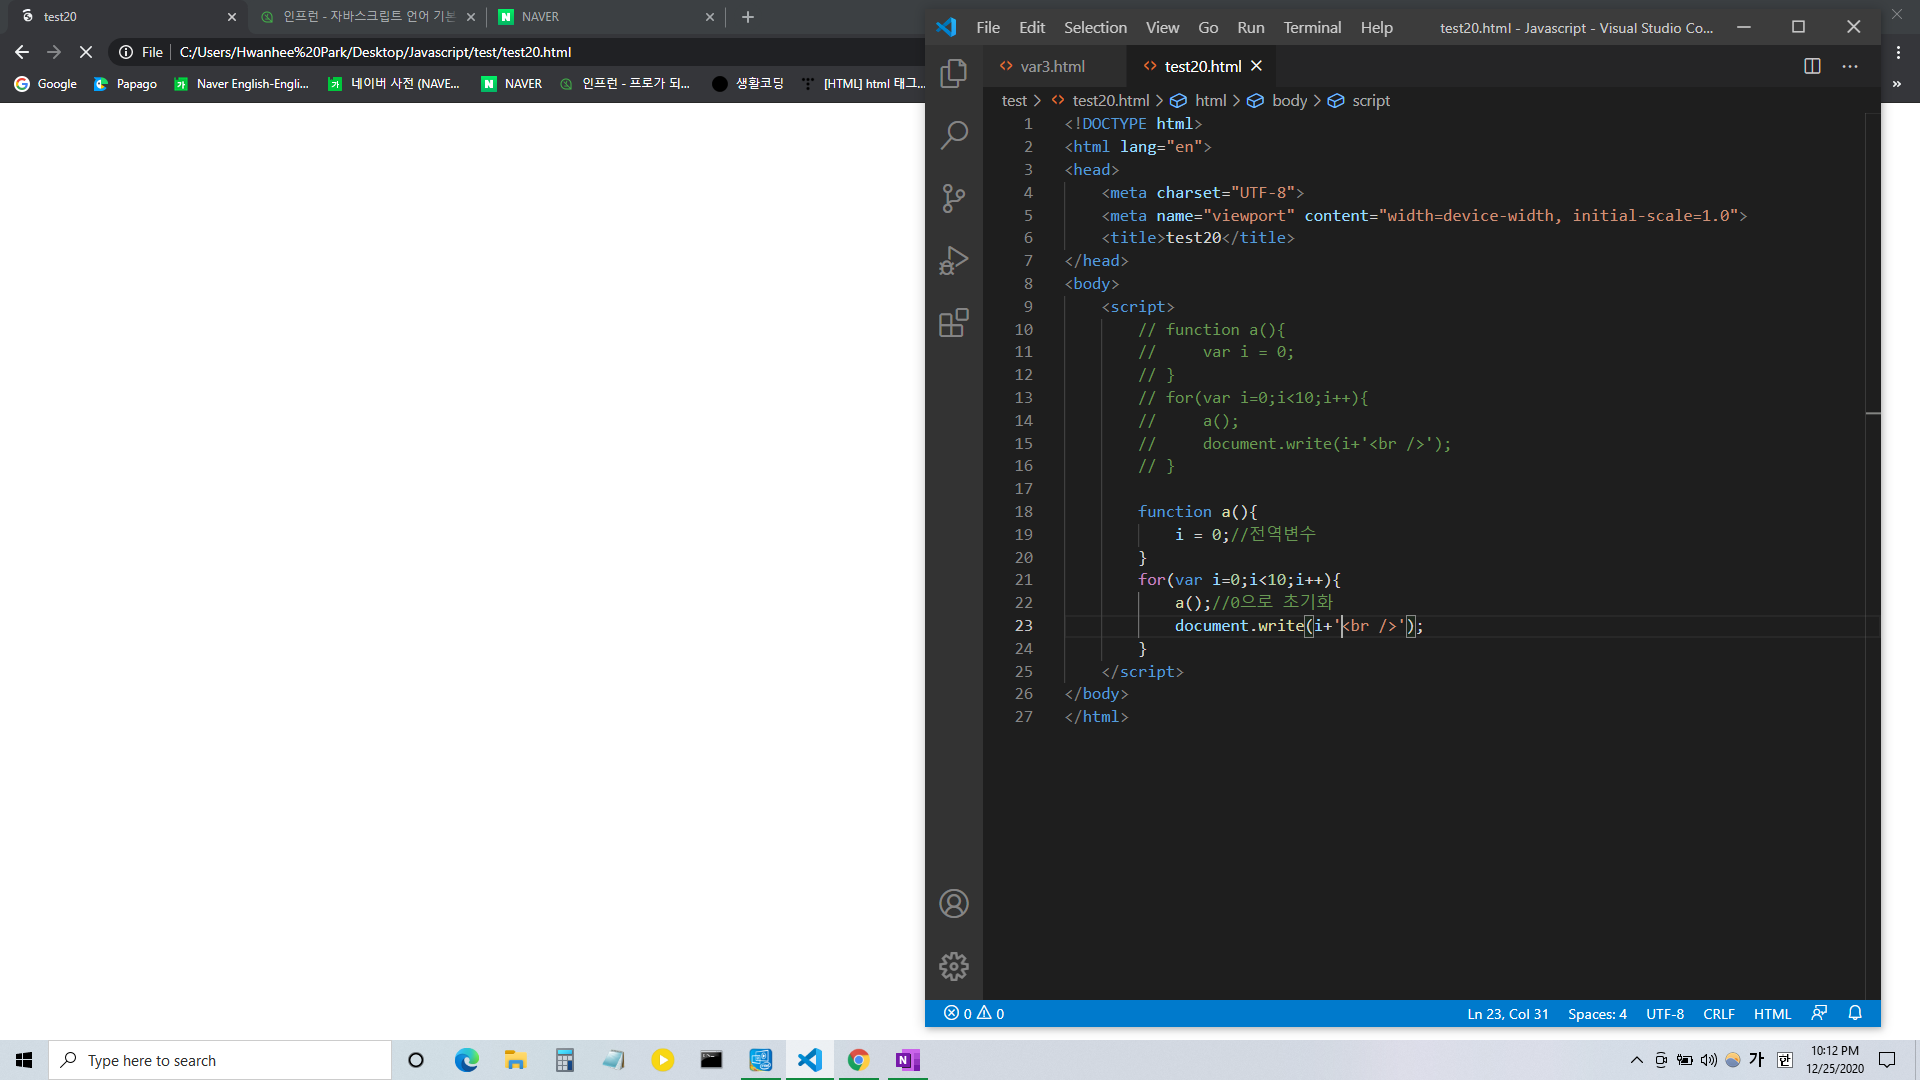 test20
인프런 - 자바스크립트 언어 기본
NAVER
File
C:/Users/Hwanhee%20Park/Desktop/Javascript/test/test20.html
Google
Papago
Naver English-Engli...
네이버 사전 (NAVE...
NAVER
인프런 - 프로가 되...
생활코딩
[HTML] html 태그...
»
File Edit Selection View Go Run Terminal Help
test20.html - Javascript - Visual Studio Co...
var3.html
test20.html
test > test20.html > html > body > script
1 <!DOCTYPE html>
2 <html lang="en">
3 <head>
4 <meta charset="UTF-8">
5 <meta name="viewport" content="width=device-width, initial-scale=1.0">
6 <title>test20</title>
7 </head>
8 <body>
9 <script>
10 // function a(){
11 //     var i = 0;
12 // }
13 // for(var i=0;i<10;i++){
14 //     a();
15 //     document.write(i+'<br />');
16 // }
17
18 function a(){
19 i = 0;//전역변수
20 }
21 for(var i=0;i<10;i++){
22 a();//0으로 초기화
23 document.write(i+'<br />');
24 }
25 </script>
26 </body>
27 </html>
0 0
Ln 23, Col 31
Spaces: 4
UTF-8
CRLF
HTML
Type here to search
가
한
10:12 PM
12/25/2020